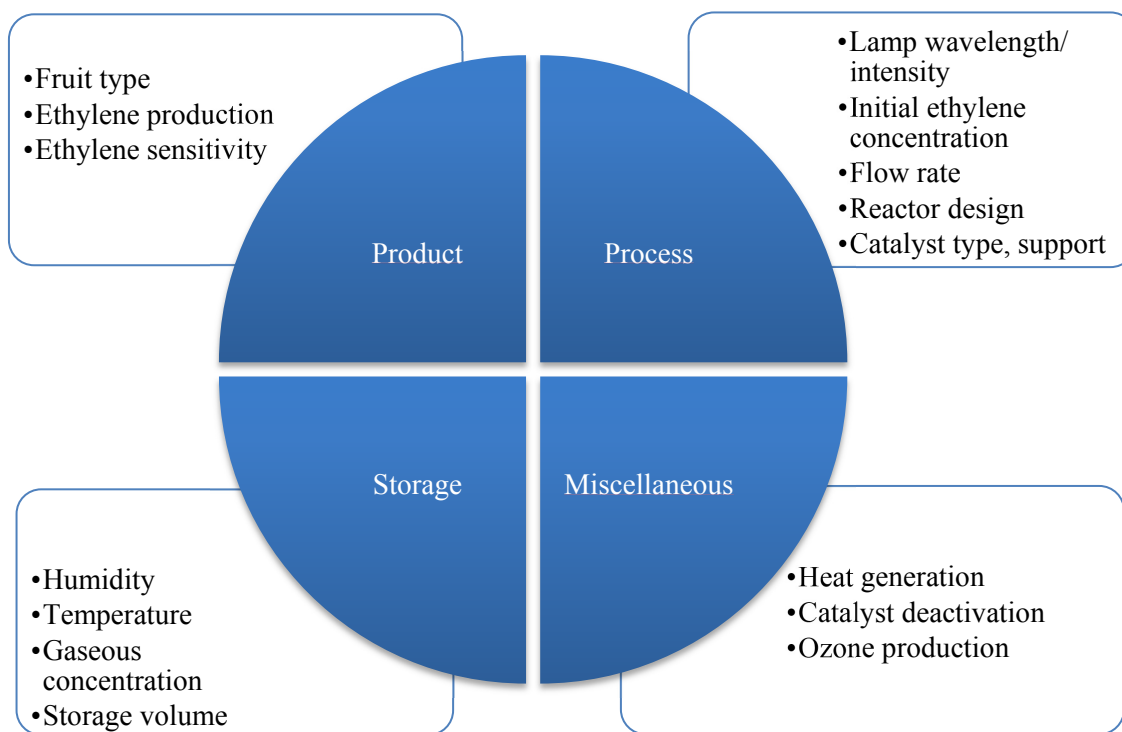 •Fruit type
•Ethylene production
•Ethylene sensitivity
•Lamp wavelength/
intensity
•Initial ethylene
concentration
•Flow rate
•Reactor design
•Catalyst type, support
Product
Process
Storage
Miscellaneous
•Humidity
•Temperature
•Gaseous
concentration
•Storage volume
•Heat generation
•Catalyst deactivation
•Ozone production